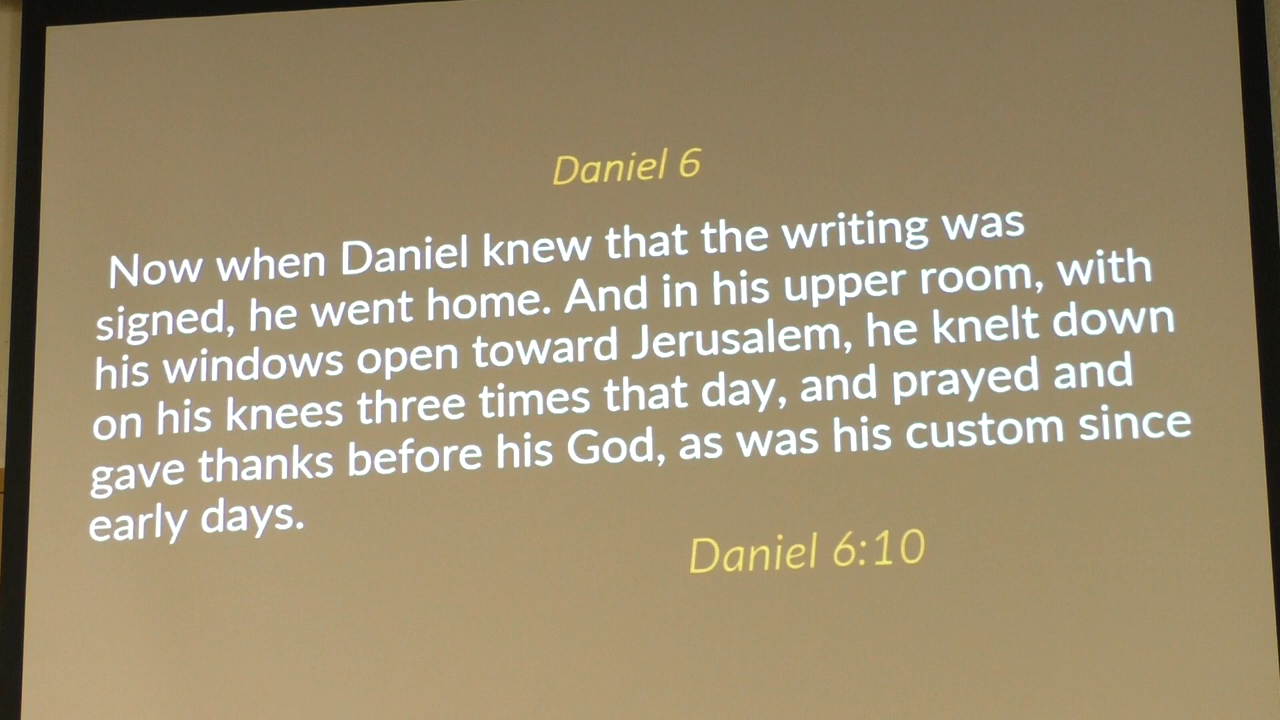 Daniel 6
Now when Daniel knew that the writing was
signed, he went home. And in his upper room, with
his windows open toward Jerusalem, he knelt down
on his knees three times that day, and prayed and
gave thanks before his God, as was his custom since
early days.
Daniel 6:10